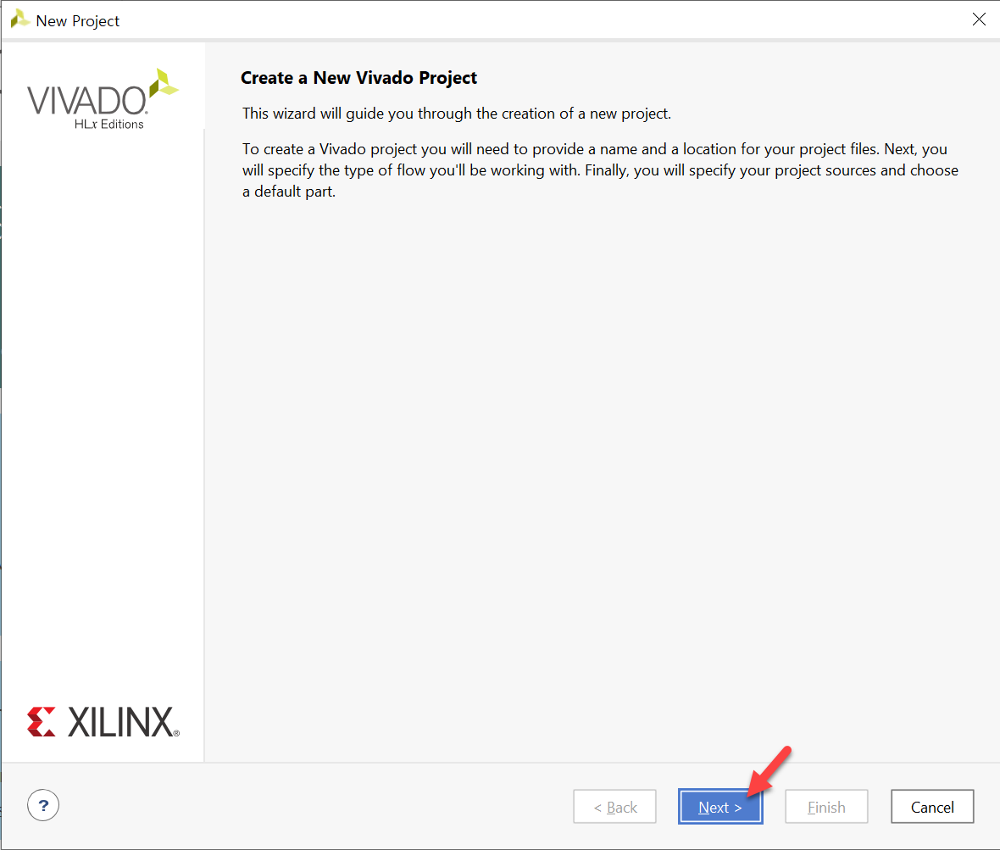 New Project
VIVADO.
HLx Editions
Create a New Vivado Project
This wizard will guide you through the creation of a new project.
To create a Vivado project you will need to provide a name and a location for your project files. Next, you
will specify the type of flow you'll be working with. Finally, you will specify your project sources and choose
a default part.
XILINX®
?
< Back
Next >
Finish
Cancel